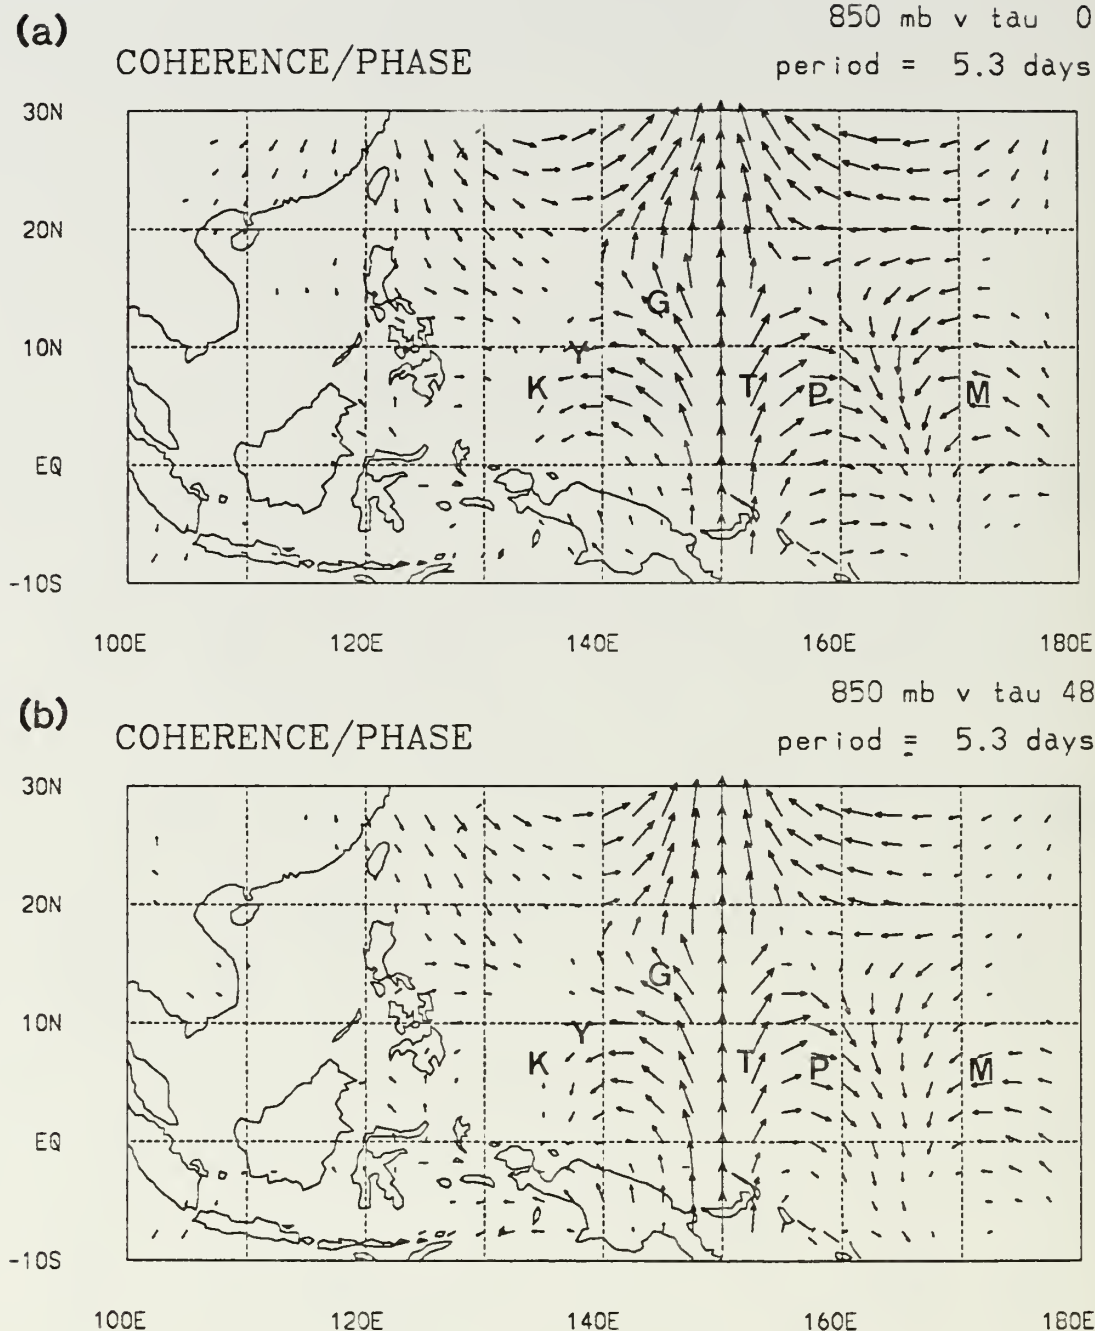 (a)
850 mb v tau 0
COHERENCE/PHASE
period = 5.3 days
30N
20N
G
10N
Y
K
T
P
M
EQ
-10S
100E 120E 140E 160E 180E
(b)
850 mb v tau 48
COHERENCE/PHASE
period = 5.3 days
30N
20N
G
10N
Y
K
T
P
M
EQ
-10S
100E 120E 140E 160E 180E